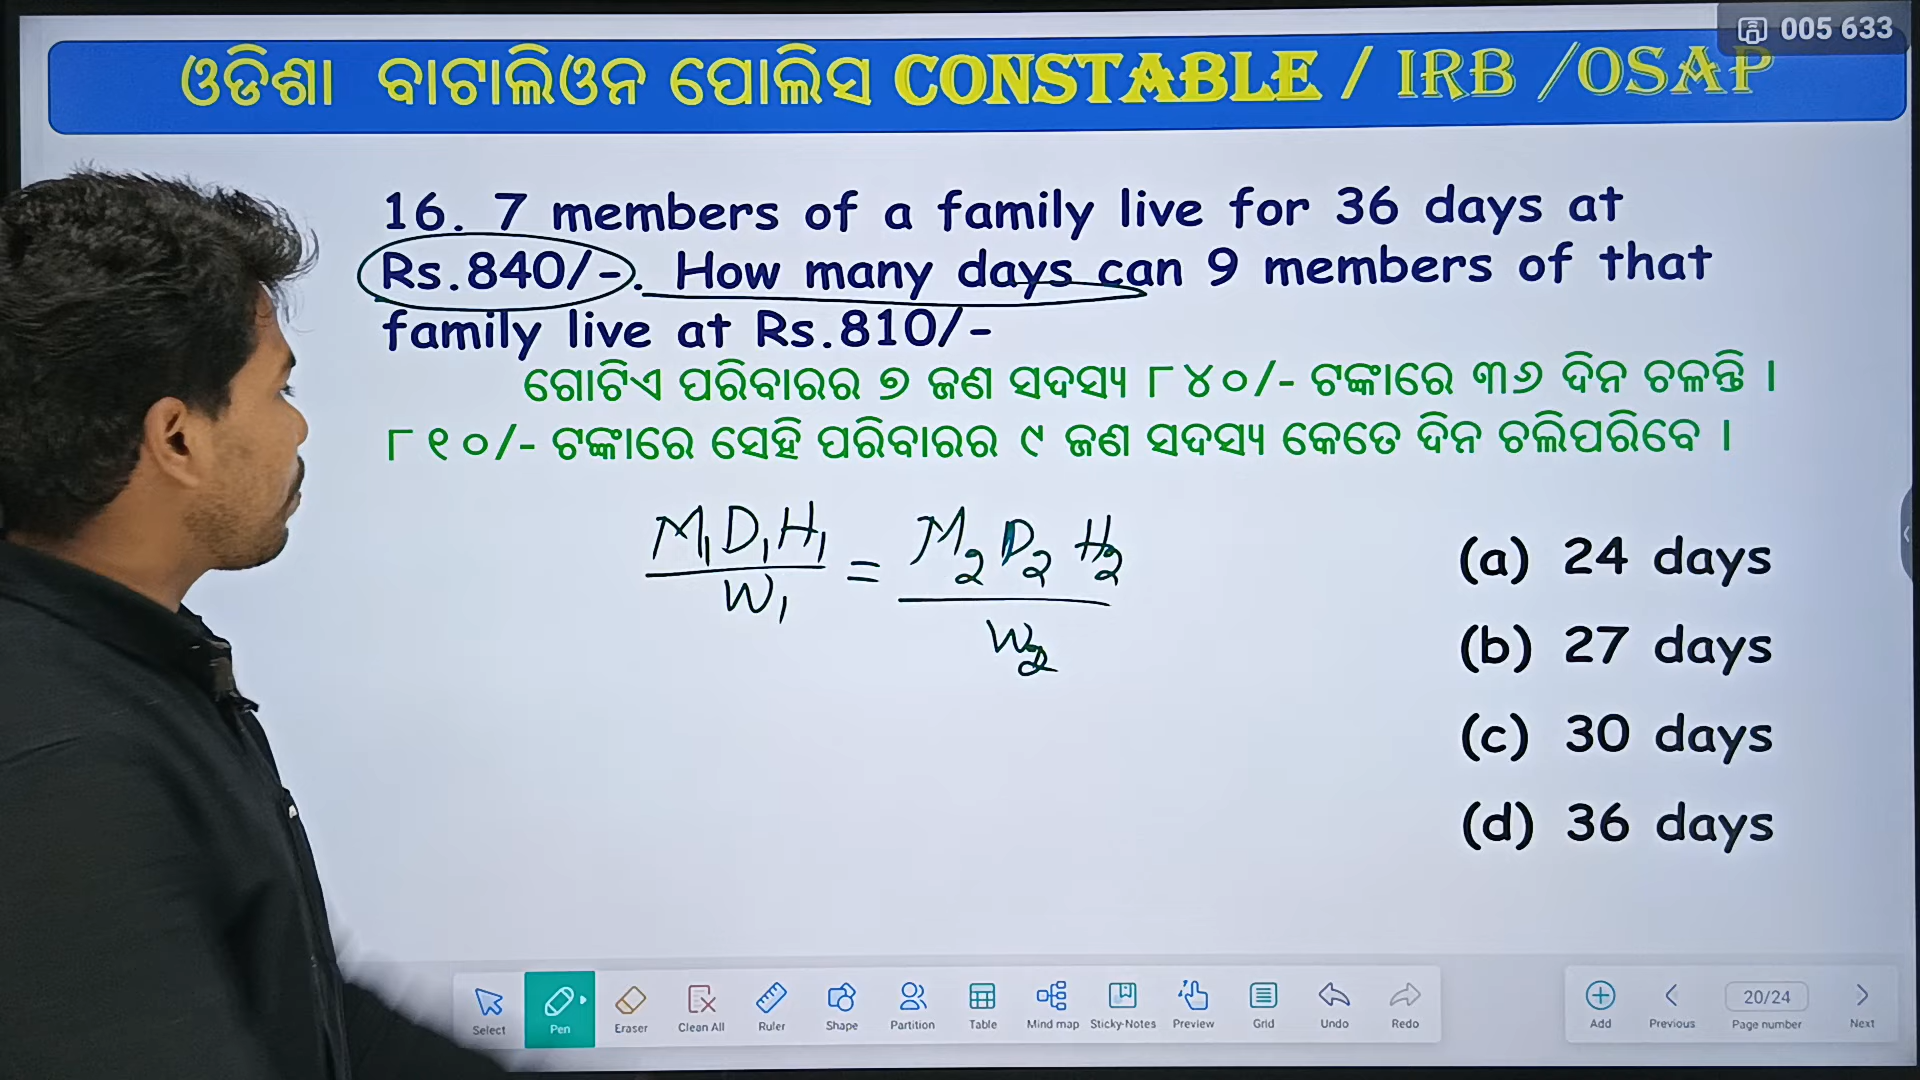 005 633
ଓଡିଶା ବାଟାଲିଓନ ପୋଲିସ CONSTABLE / IRB /OSAP
16. 7 members of a family live for 36 days at
Rs.840/-. How many days can 9 members of that
family live at Rs.810/-
ଗୋଟିଏ ପରିବାରର ୭ ଜଣ ସଦସ୍ୟ ୮୪୦/- ଟଙ୍କାରେ ୩୬ ଦିନ ଚଳନ୍ତି ।
୮୧୦/- ଟଙ୍କାରେ ସେହି ପରିବାରର ୯ ଜଣ ସଦସ୍ୟ କେତେ ଦିନ ଚଲିପରିବେ ।
M₁D₁H₁ = M₂ D₂ H₂
W₁ W₂
(a) 24 days
(b) 27 days
(c) 30 days
(d) 36 days
Select Pen Eraser Clean All Ruler Shape Partition Table Mind map Sticky-Notes Preview Grid Undo Redo Add Previous 20/24 Page number Next